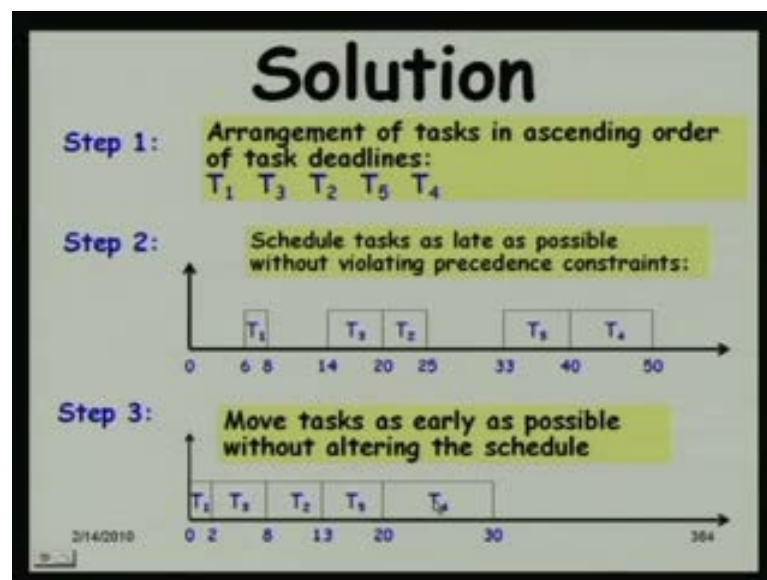 Solution
Step 1:
Arrangement of tasks in ascending order
of task deadlines:
T₁ T₃ T₂ T₅ T₄
Step 2:
Schedule tasks as late as possible
without violating precedence constraints:
T₁ T₃ T₂ T₅ T₄
0 6 8 14 20 25 33 40 50
Step 3:
Move tasks as early as possible
without altering the schedule
T₁ T₃ T₂ T₅ T₄
0 2 8 13 20 30
2/14/2010
364